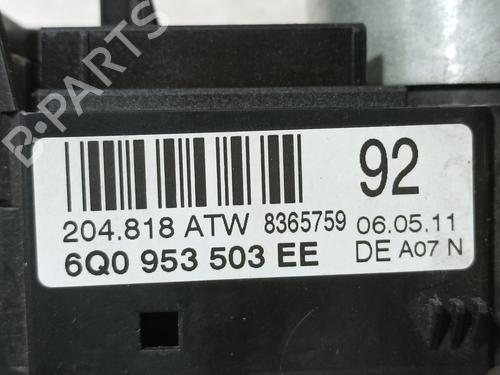 B-PARTS
92
204.818 ATW 8365759 06.05.11
6Q0 953 503 EE DE A07 N